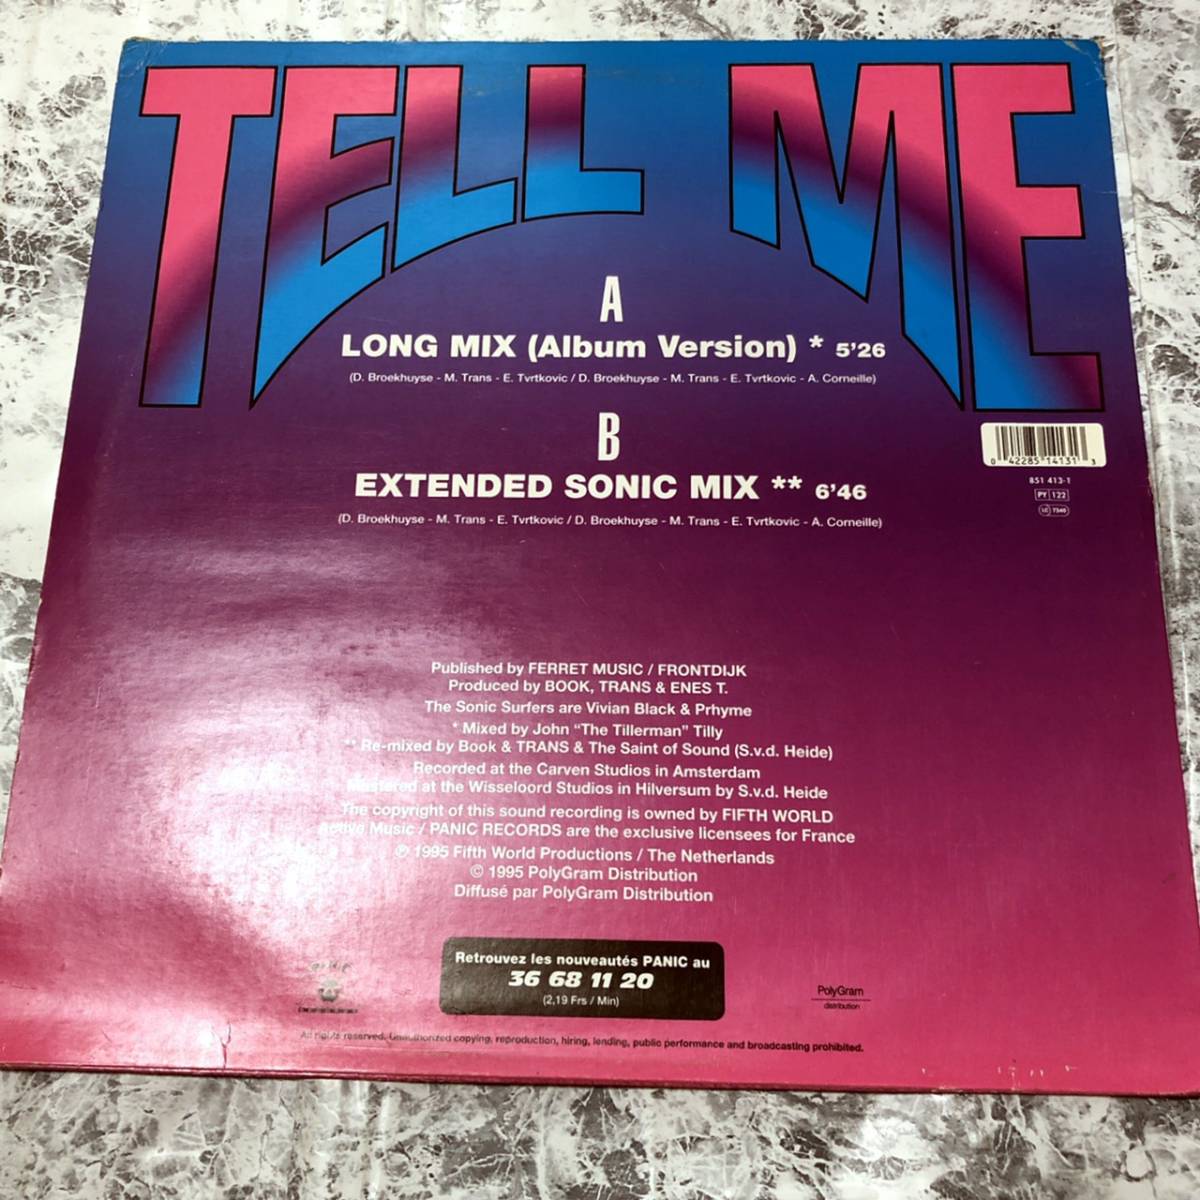 TELL ME
A
LONG MIX (Album Version) * 5'26
(D. Broekhuyse - M. Trans - E. Tvrtkovic / D. Broekhuyse - M. Trans - E. Tvrtkovic - A. Corneille)
B
EXTENDED SONIC MIX ** 6'46
(D. Broekhuyse - M. Trans - E. Tvrtkovic / D. Broekhuyse - M. Trans - E. Tvrtkovic - A. Corneille)
0 42285 14131 3
851 413-1
PY 122
LC 7340
Published by FERRET MUSIC / FRONTDIJK
Produced by BOOK, TRANS & ENES T.
The Sonic Surfers are Vivian Black & Prhyme
* Mixed by John "The Tillerman" Tilly
** Re-mixed by Book & TRANS & The Saint of Sound (S.v.d. Heide)
Recorded at the Carven Studios in Amsterdam
Mastered at the Wisseloord Studios in Hilversum by S.v.d. Heide
The copyright of this sound recording is owned by FIFTH WORLD
Active Music / PANIC RECORDS are the exclusive licensees for France
℗ 1995 Fifth World Productions / The Netherlands
© 1995 PolyGram Distribution
Diffusé par PolyGram Distribution
Retrouvez les nouveautés PANIC au
36 68 11 20
(2,19 Frs / Min)
PolyGram
distribution
All rights reserved. Unauthorized copying, reproduction, hiring, lending, public performance and broadcasting prohibited.